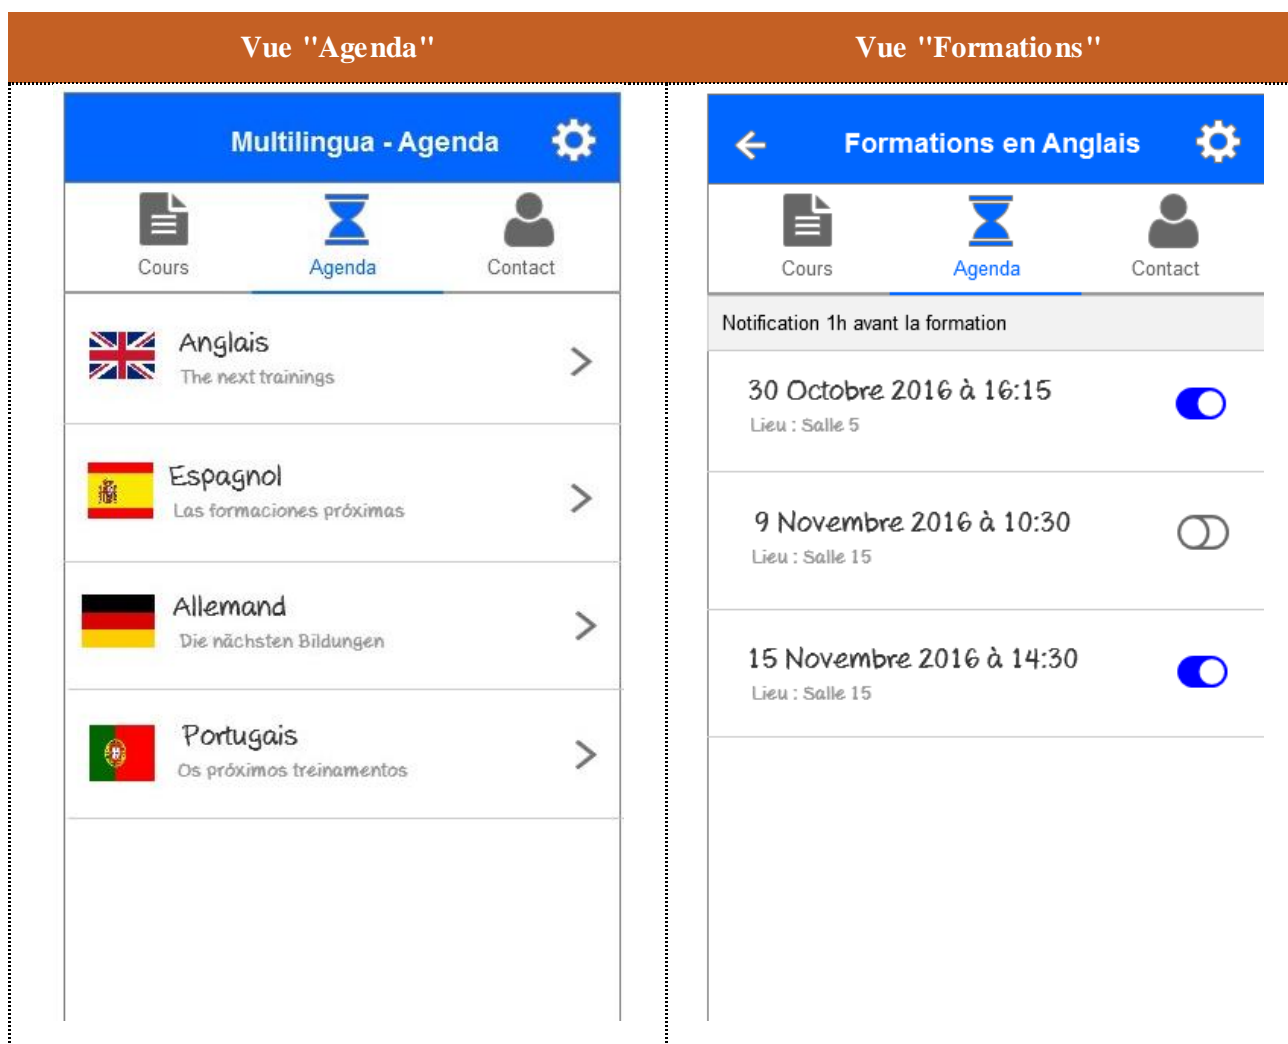 Vue "Agenda"
Vue "Formations"
Multilingua - Agenda
Cours
Agenda
Contact
Anglais
The next trainings
Espagnol
Las formaciones próximas
Allemand
Die nächsten Bildungen
Portugais
Os próximos treinamentos
Formations en Anglais
Cours
Agenda
Contact
Notification 1h avant la formation
30 Octobre 2016 à 16:15
Lieu : Salle 5
9 Novembre 2016 à 10:30
Lieu : Salle 15
15 Novembre 2016 à 14:30
Lieu : Salle 15